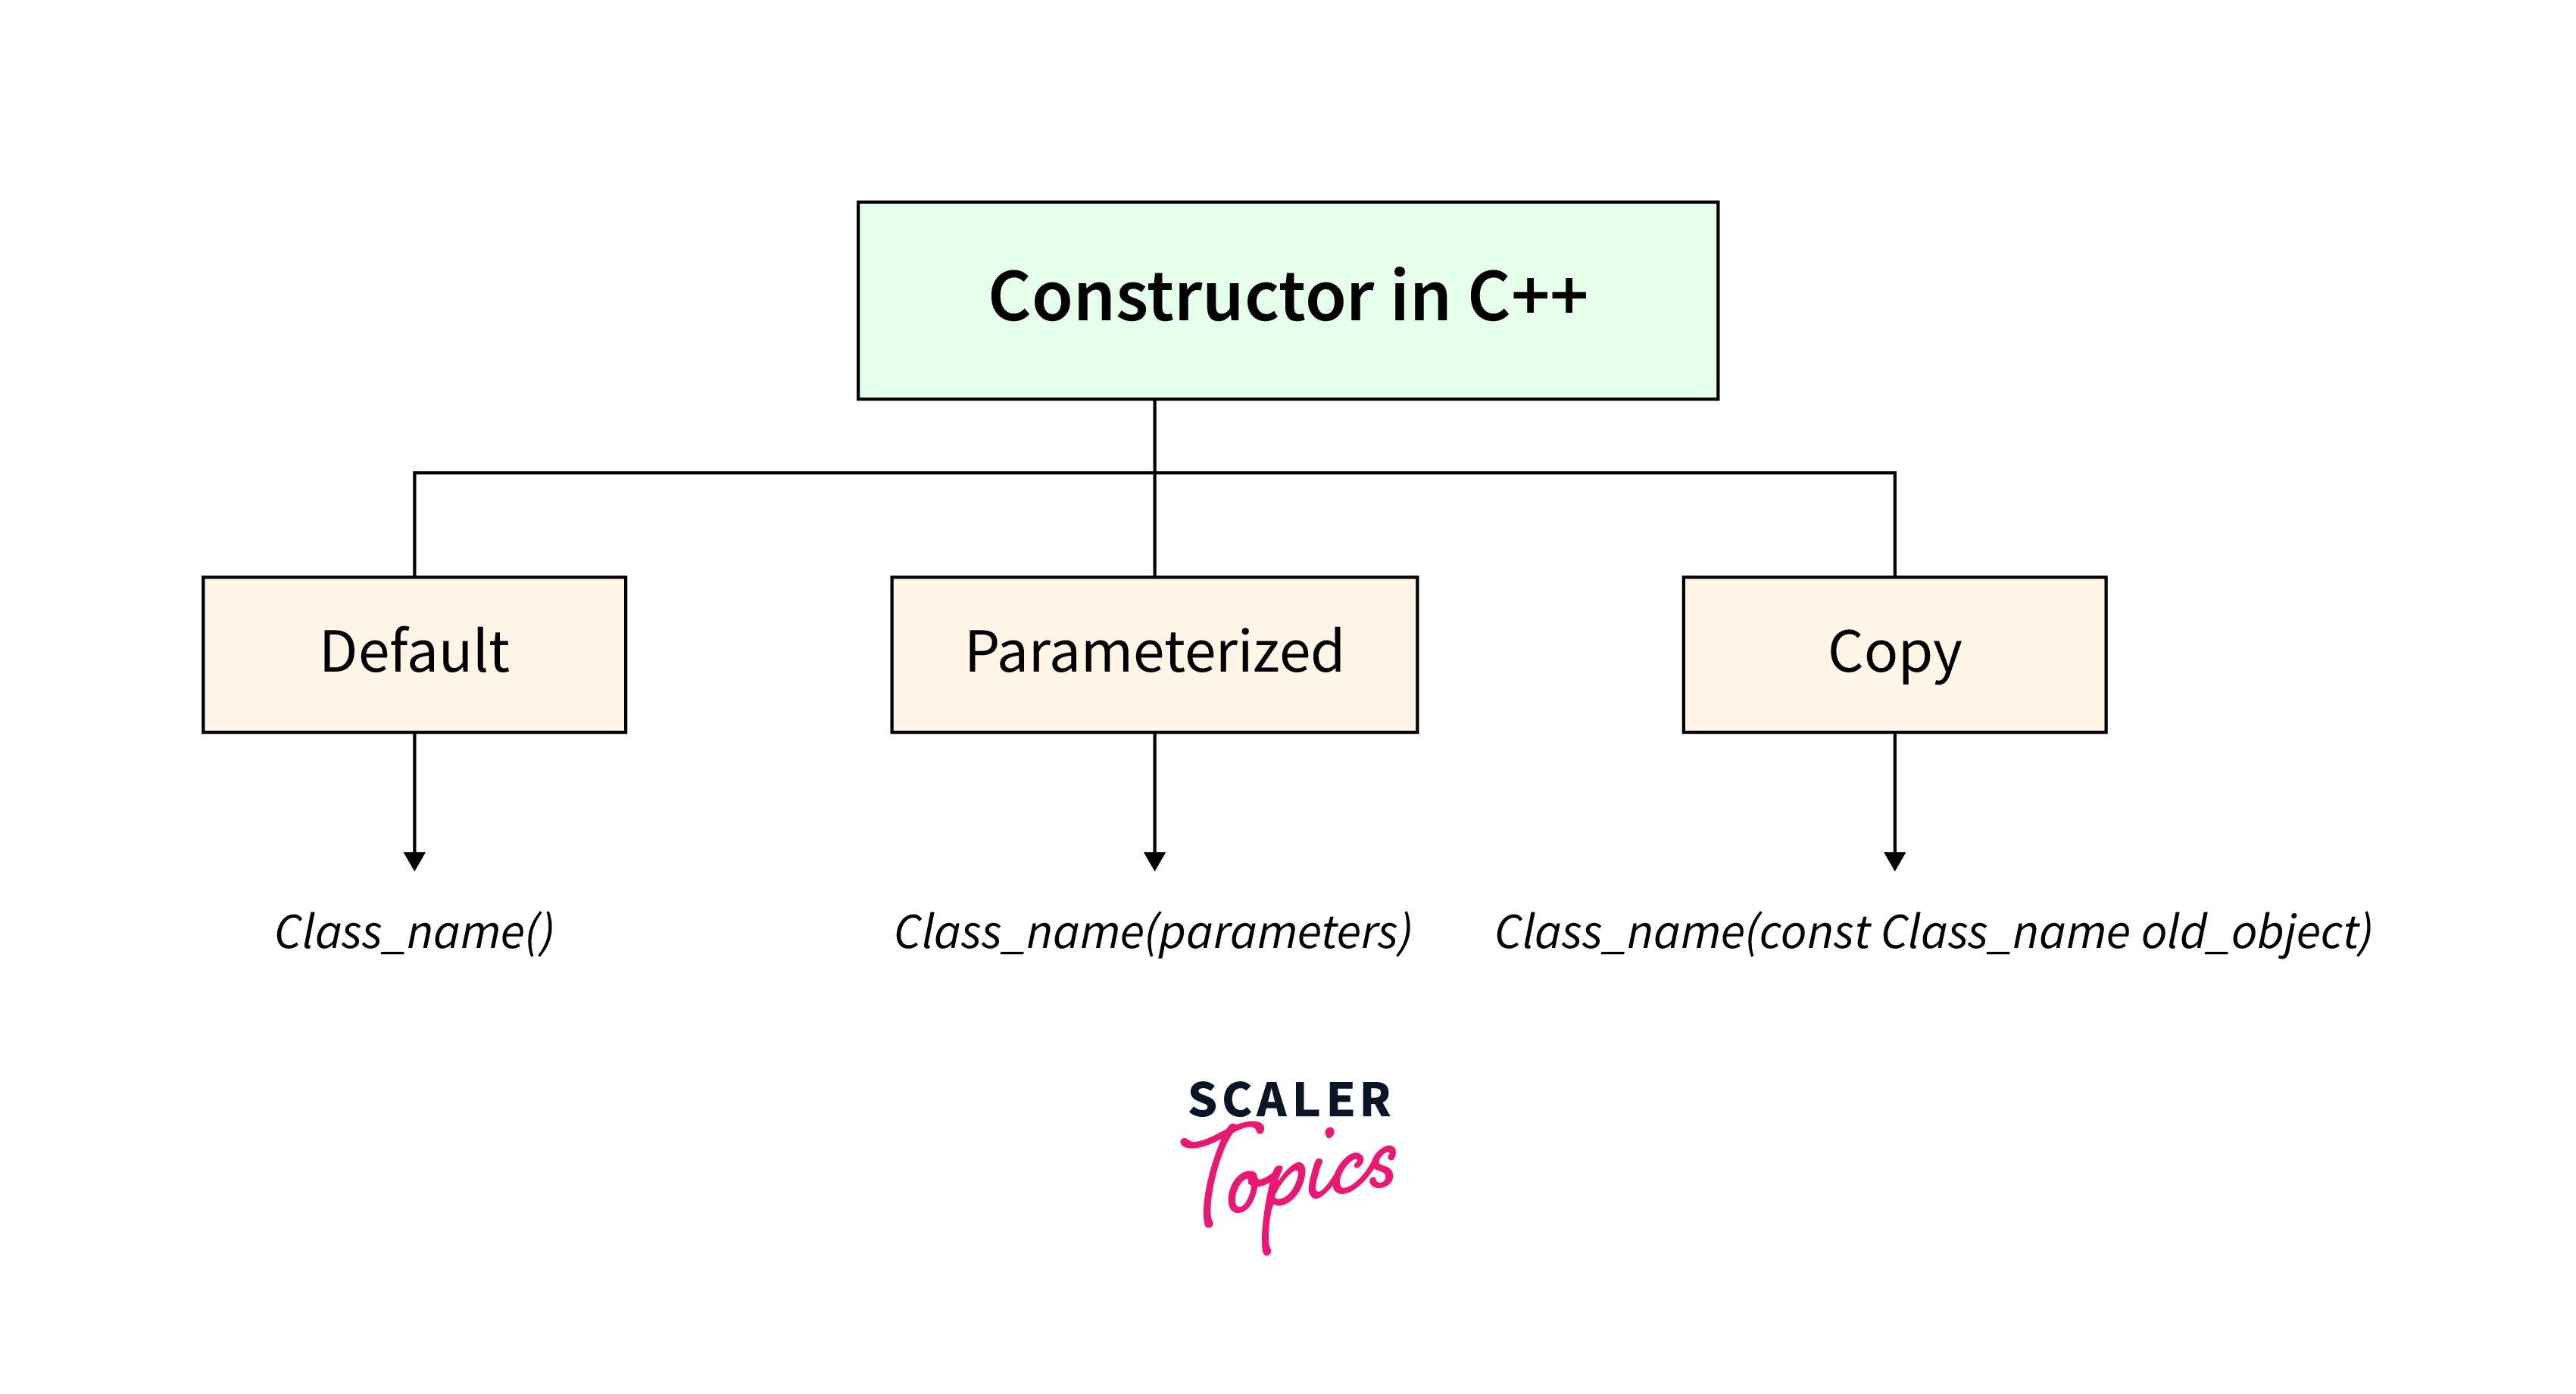 Constructor in C++
Default
Parameterized
Copy
Class_name()
Class_name(parameters)
Class_name(const Class_name old_object)
SCALER
Topics